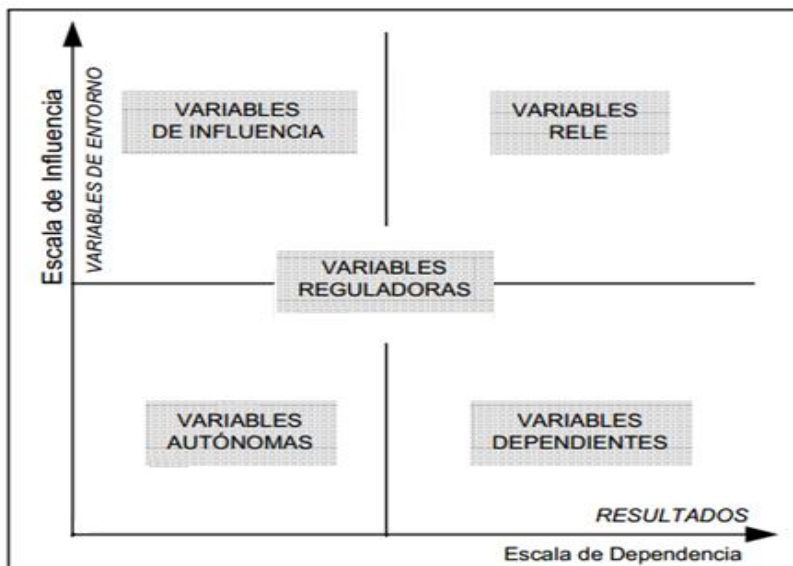 Escala de Influencia
VARIABLES DE ENTORNO
VARIABLES
DE INFLUENCIA
VARIABLES
RELE
VARIABLES
REGULADORAS
VARIABLES
AUTÓNOMAS
VARIABLES
DEPENDIENTES
RESULTADOS
Escala de Dependencia